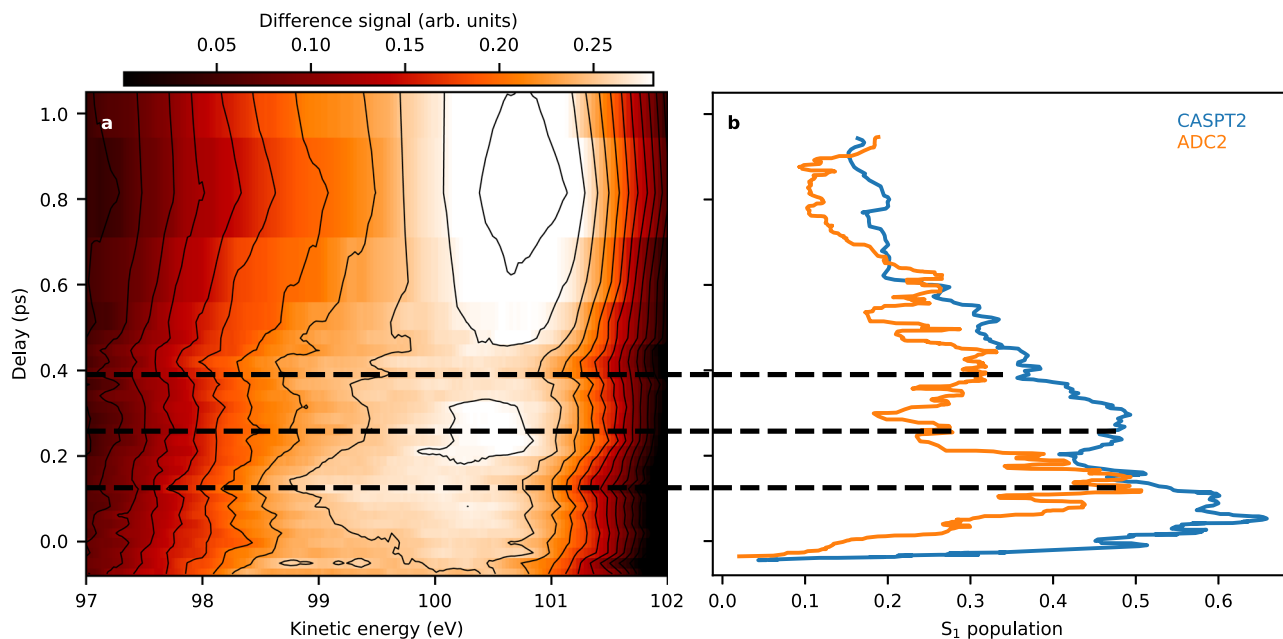 Difference signal (arb. units)
0.05 0.10 0.15 0.20 0.25
a
Delay (ps)
1.0
0.8
0.6
0.4
0.2
0.0
97 98 99 100 101 102
Kinetic energy (eV)
b
CASPT2
ADC2
0.0 0.1 0.2 0.3 0.4 0.5 0.6
S₁ population